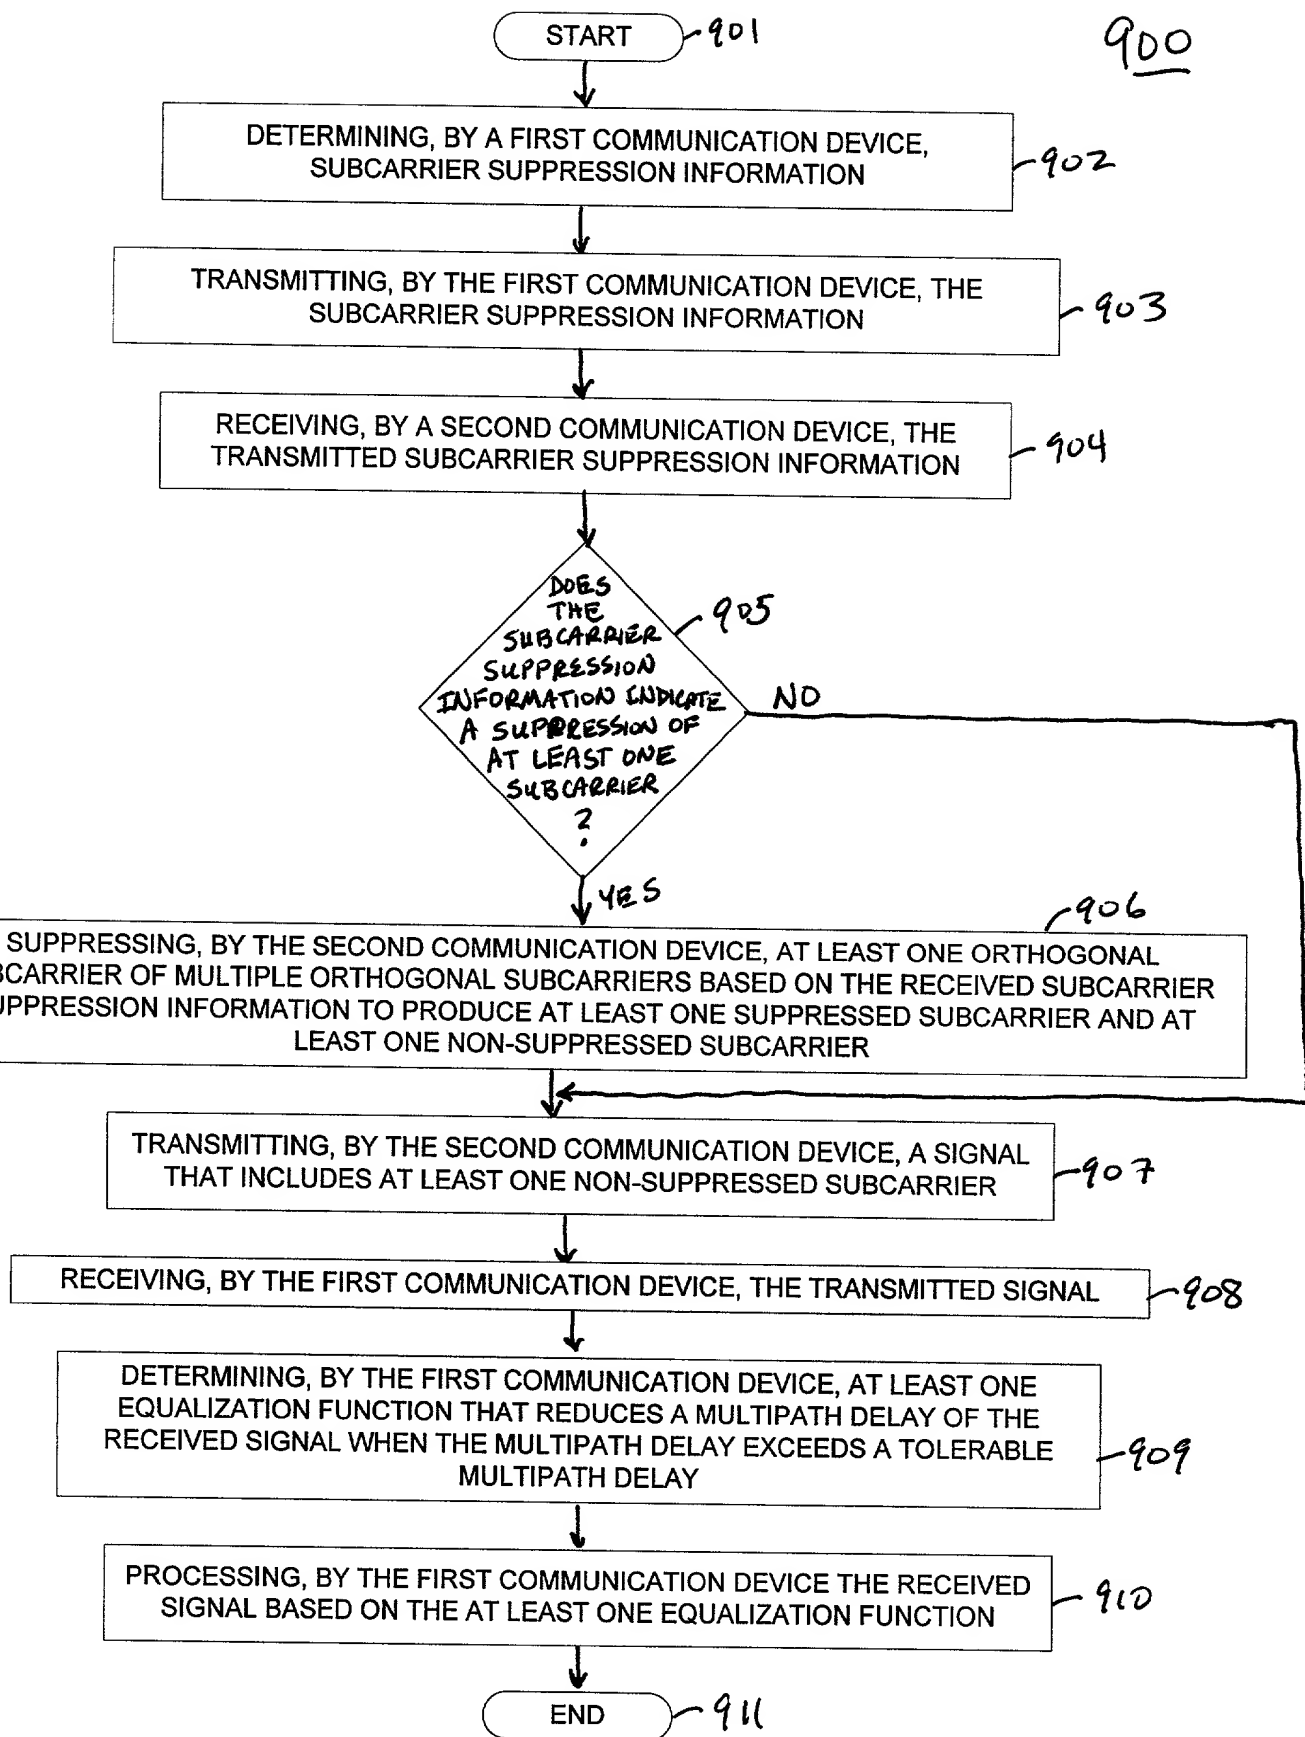 START
901
900
DETERMINING, BY A FIRST COMMUNICATION DEVICE,
SUBCARRIER SUPPRESSION INFORMATION
902
TRANSMITTING, BY THE FIRST COMMUNICATION DEVICE, THE
SUBCARRIER SUPPRESSION INFORMATION
903
RECEIVING, BY A SECOND COMMUNICATION DEVICE, THE
TRANSMITTED SUBCARRIER SUPPRESSION INFORMATION
904
DOES
THE
SUBCARRIER
SUPPRESSION
INFORMATION INDICATE
A SUPPRESSION OF
AT LEAST ONE
SUBCARRIER
?
905
NO
YES
906
SUPPRESSING, BY THE SECOND COMMUNICATION DEVICE, AT LEAST ONE ORTHOGONAL
BCARRIER OF MULTIPLE ORTHOGONAL SUBCARRIERS BASED ON THE RECEIVED SUBCARRIER
UPPRESSION INFORMATION TO PRODUCE AT LEAST ONE SUPPRESSED SUBCARRIER AND AT
LEAST ONE NON-SUPPRESSED SUBCARRIER
TRANSMITTING, BY THE SECOND COMMUNICATION DEVICE, A SIGNAL
THAT INCLUDES AT LEAST ONE NON-SUPPRESSED SUBCARRIER
907
RECEIVING, BY THE FIRST COMMUNICATION DEVICE, THE TRANSMITTED SIGNAL
908
DETERMINING, BY THE FIRST COMMUNICATION DEVICE, AT LEAST ONE
EQUALIZATION FUNCTION THAT REDUCES A MULTIPATH DELAY OF THE
RECEIVED SIGNAL WHEN THE MULTIPATH DELAY EXCEEDS A TOLERABLE
MULTIPATH DELAY
909
PROCESSING, BY THE FIRST COMMUNICATION DEVICE THE RECEIVED
SIGNAL BASED ON THE AT LEAST ONE EQUALIZATION FUNCTION
910
END
911